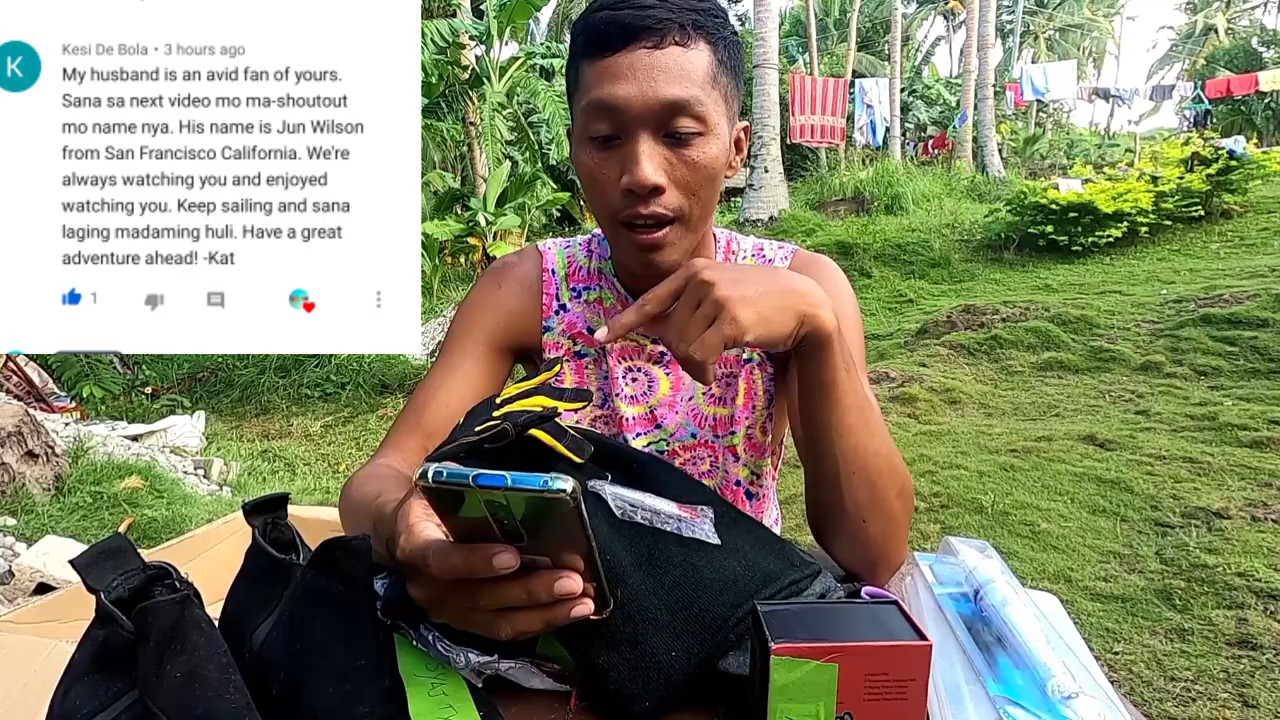 Kesi De Bola • 3 hours ago
K
My husband is an avid fan of yours.
Sana sa next video mo ma-shoutout
mo name nya. His name is Jun Wilson
from San Francisco California. We're
always watching you and enjoyed
watching you. Keep sailing and sana
laging madaming huli. Have a great
adventure ahead! -Kat
1